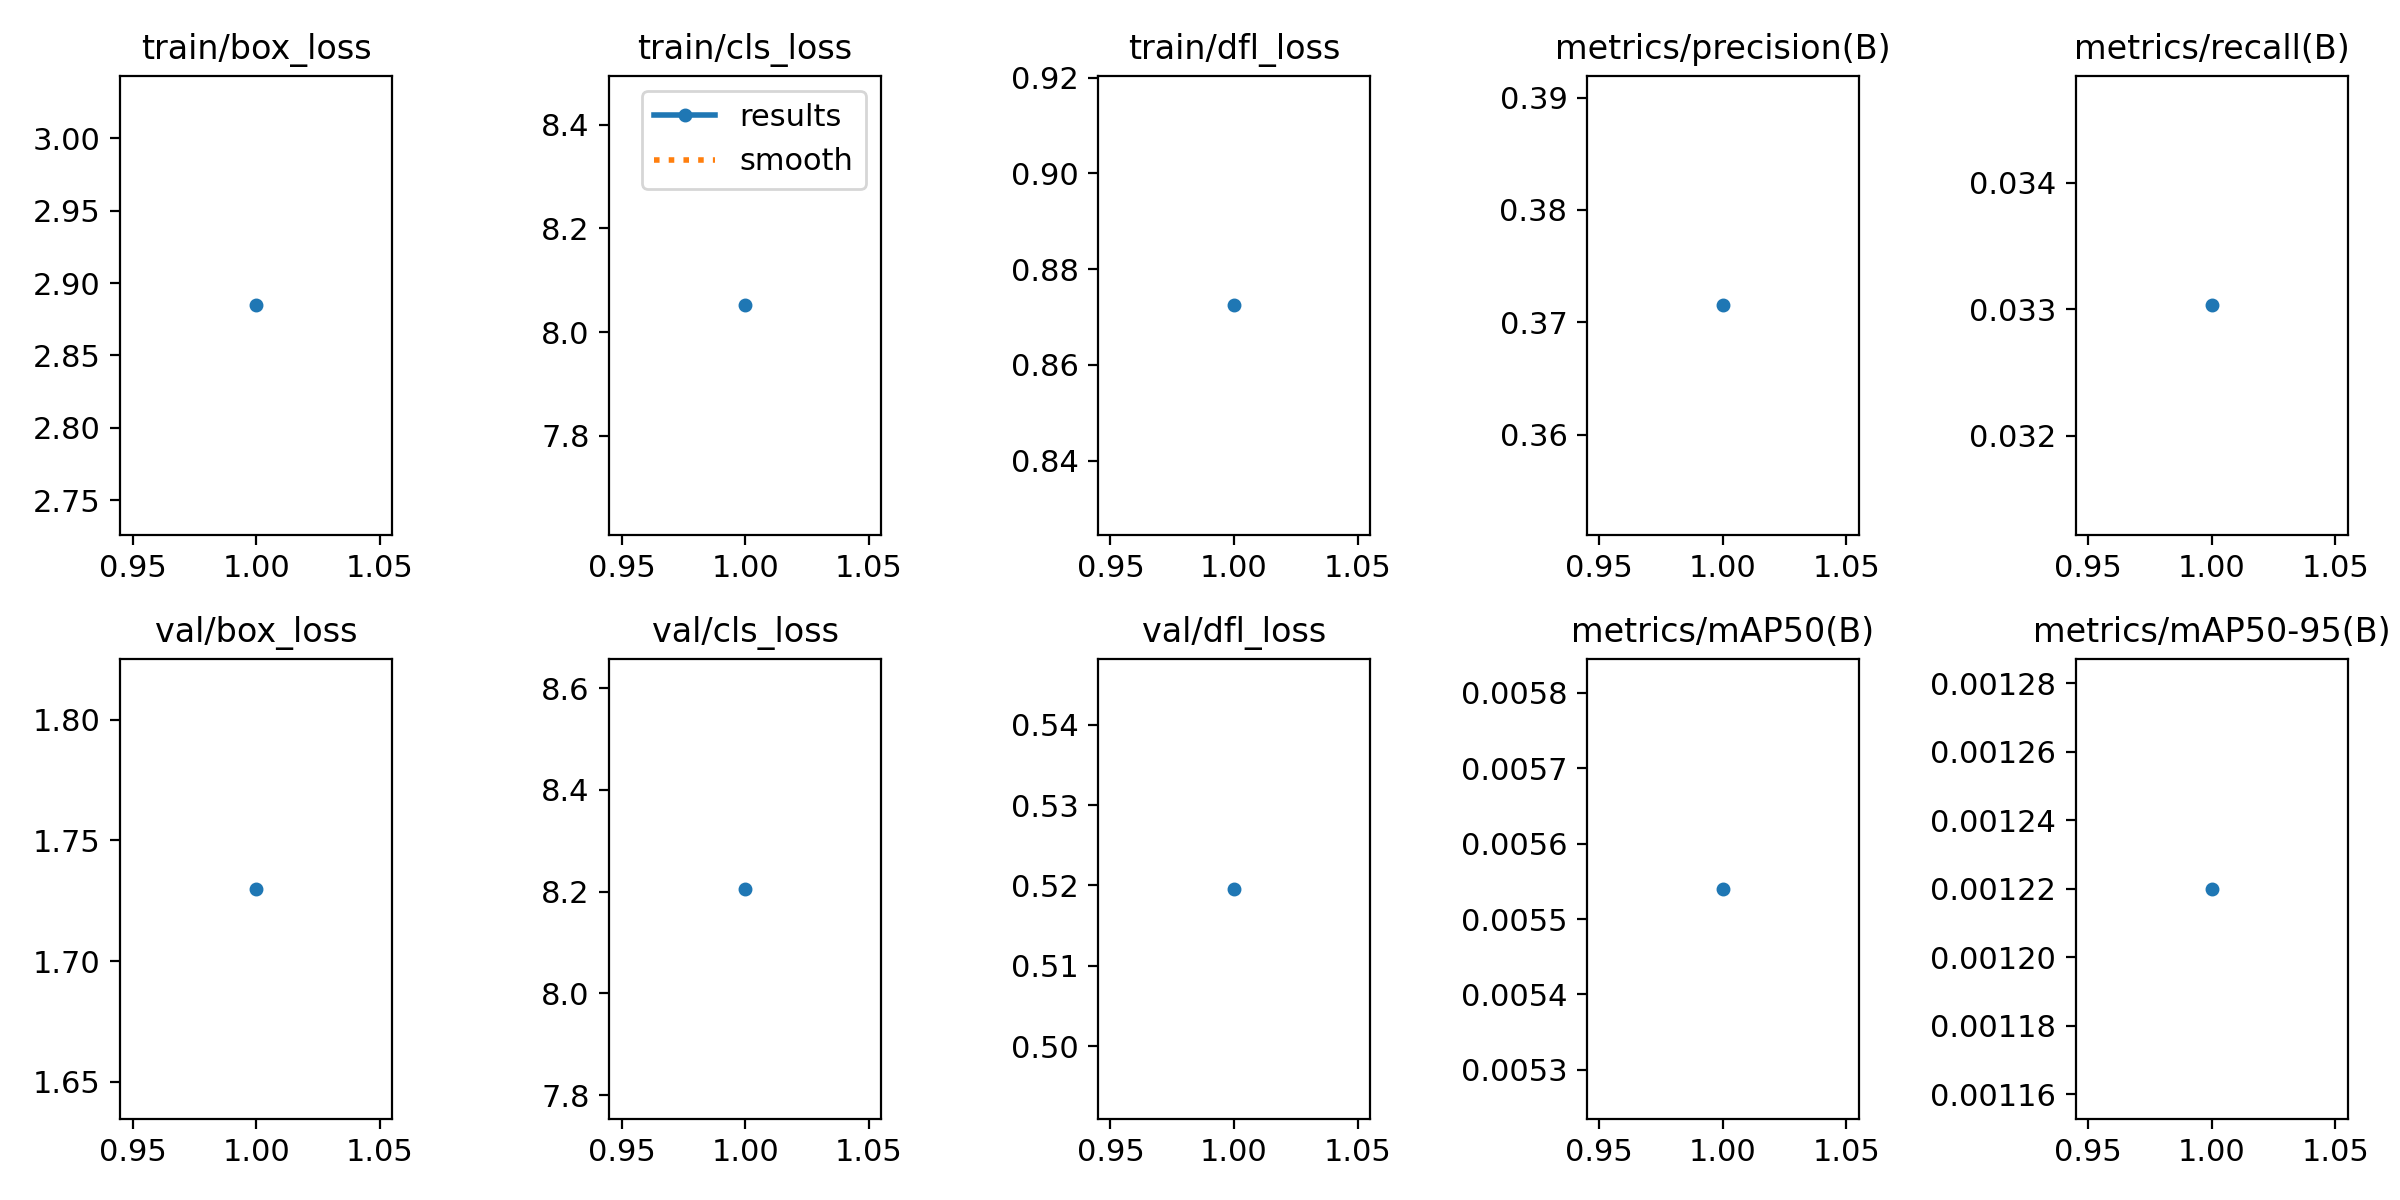 train/box_loss
3.00
2.95
2.90
2.85
2.80
2.75
0.95 1.00 1.05
train/cls_loss
results
smooth
8.4
8.2
8.0
7.8
0.95 1.00 1.05
train/dfl_loss
0.92
0.90
0.88
0.86
0.84
0.95 1.00 1.05
metrics/precision(B)
0.39
0.38
0.37
0.36
0.95 1.00 1.05
metrics/recall(B)
0.034
0.033
0.032
0.95 1.00 1.05
val/box_loss
1.80
1.75
1.70
1.65
0.95 1.00 1.05
val/cls_loss
8.6
8.4
8.2
8.0
7.8
0.95 1.00 1.05
val/dfl_loss
0.54
0.53
0.52
0.51
0.50
0.95 1.00 1.05
metrics/mAP50(B)
0.0058
0.0057
0.0056
0.0055
0.0054
0.0053
0.95 1.00 1.05
metrics/mAP50-95(B)
0.00128
0.00126
0.00124
0.00122
0.00120
0.00118
0.00116
0.95 1.00 1.05